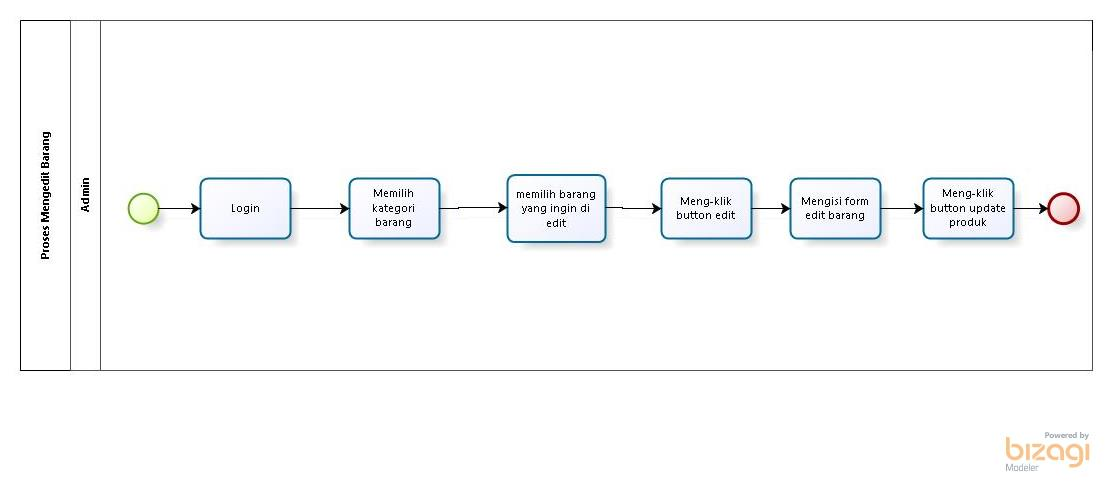 Proses Mengedit Barang
Admin
Login
Memilih
kategori
barang
memilih barang
yang ingin di
edit
Meng-klik
button edit
Mengisi form
edit barang
Meng-klik
button update
produk
Powered by
bizagi
Modeler